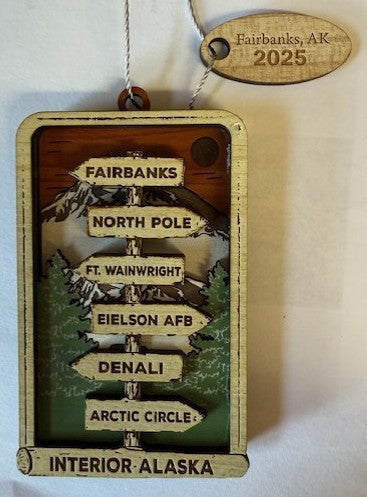 Fairbanks, AK
2025
FAIRBANKS
NORTH POLE
FT. WAINWRIGHT
EIELSON AFB
DENALI
ARCTIC CIRCLE
INTERIOR ALASKA